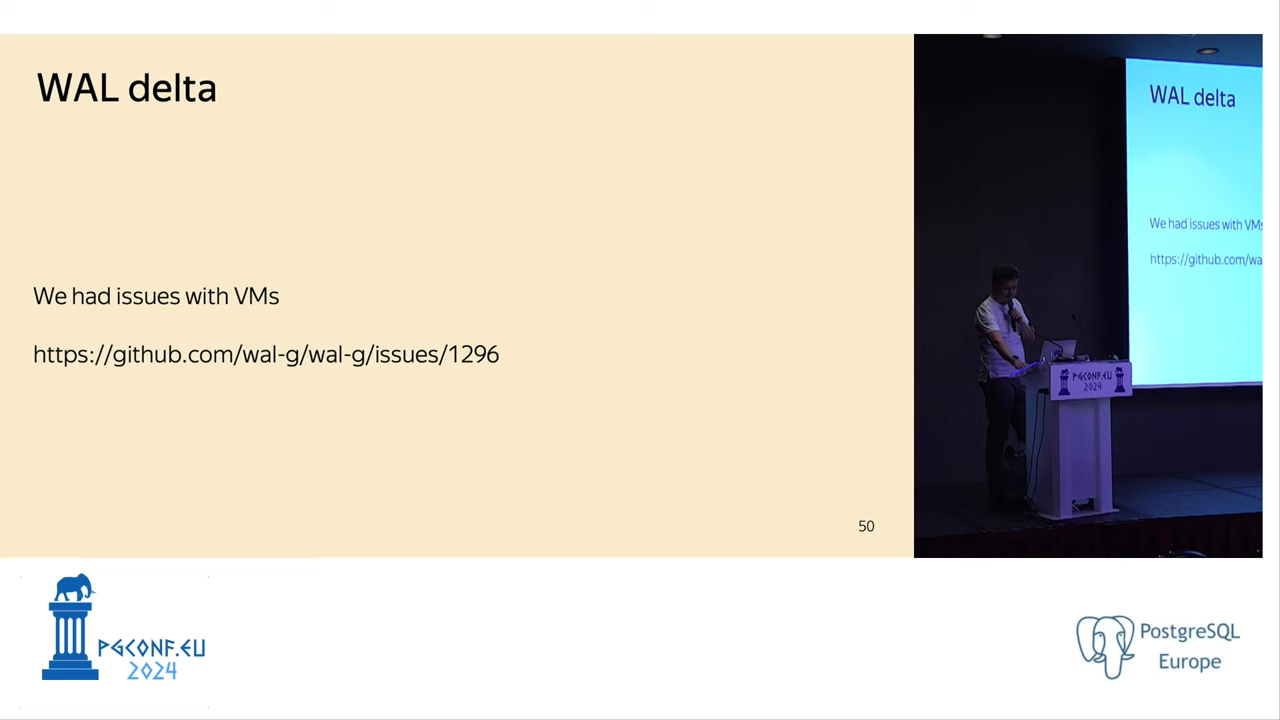 WAL delta
We had issues with VMs
https://github.com/wal-g/wal-g/issues/1296
50
WAL delta
We had issues with VMs
https://github.com/wa
PGCONF.EU
2024
PGCONF.EU
2024
PostgreSQL
Europe